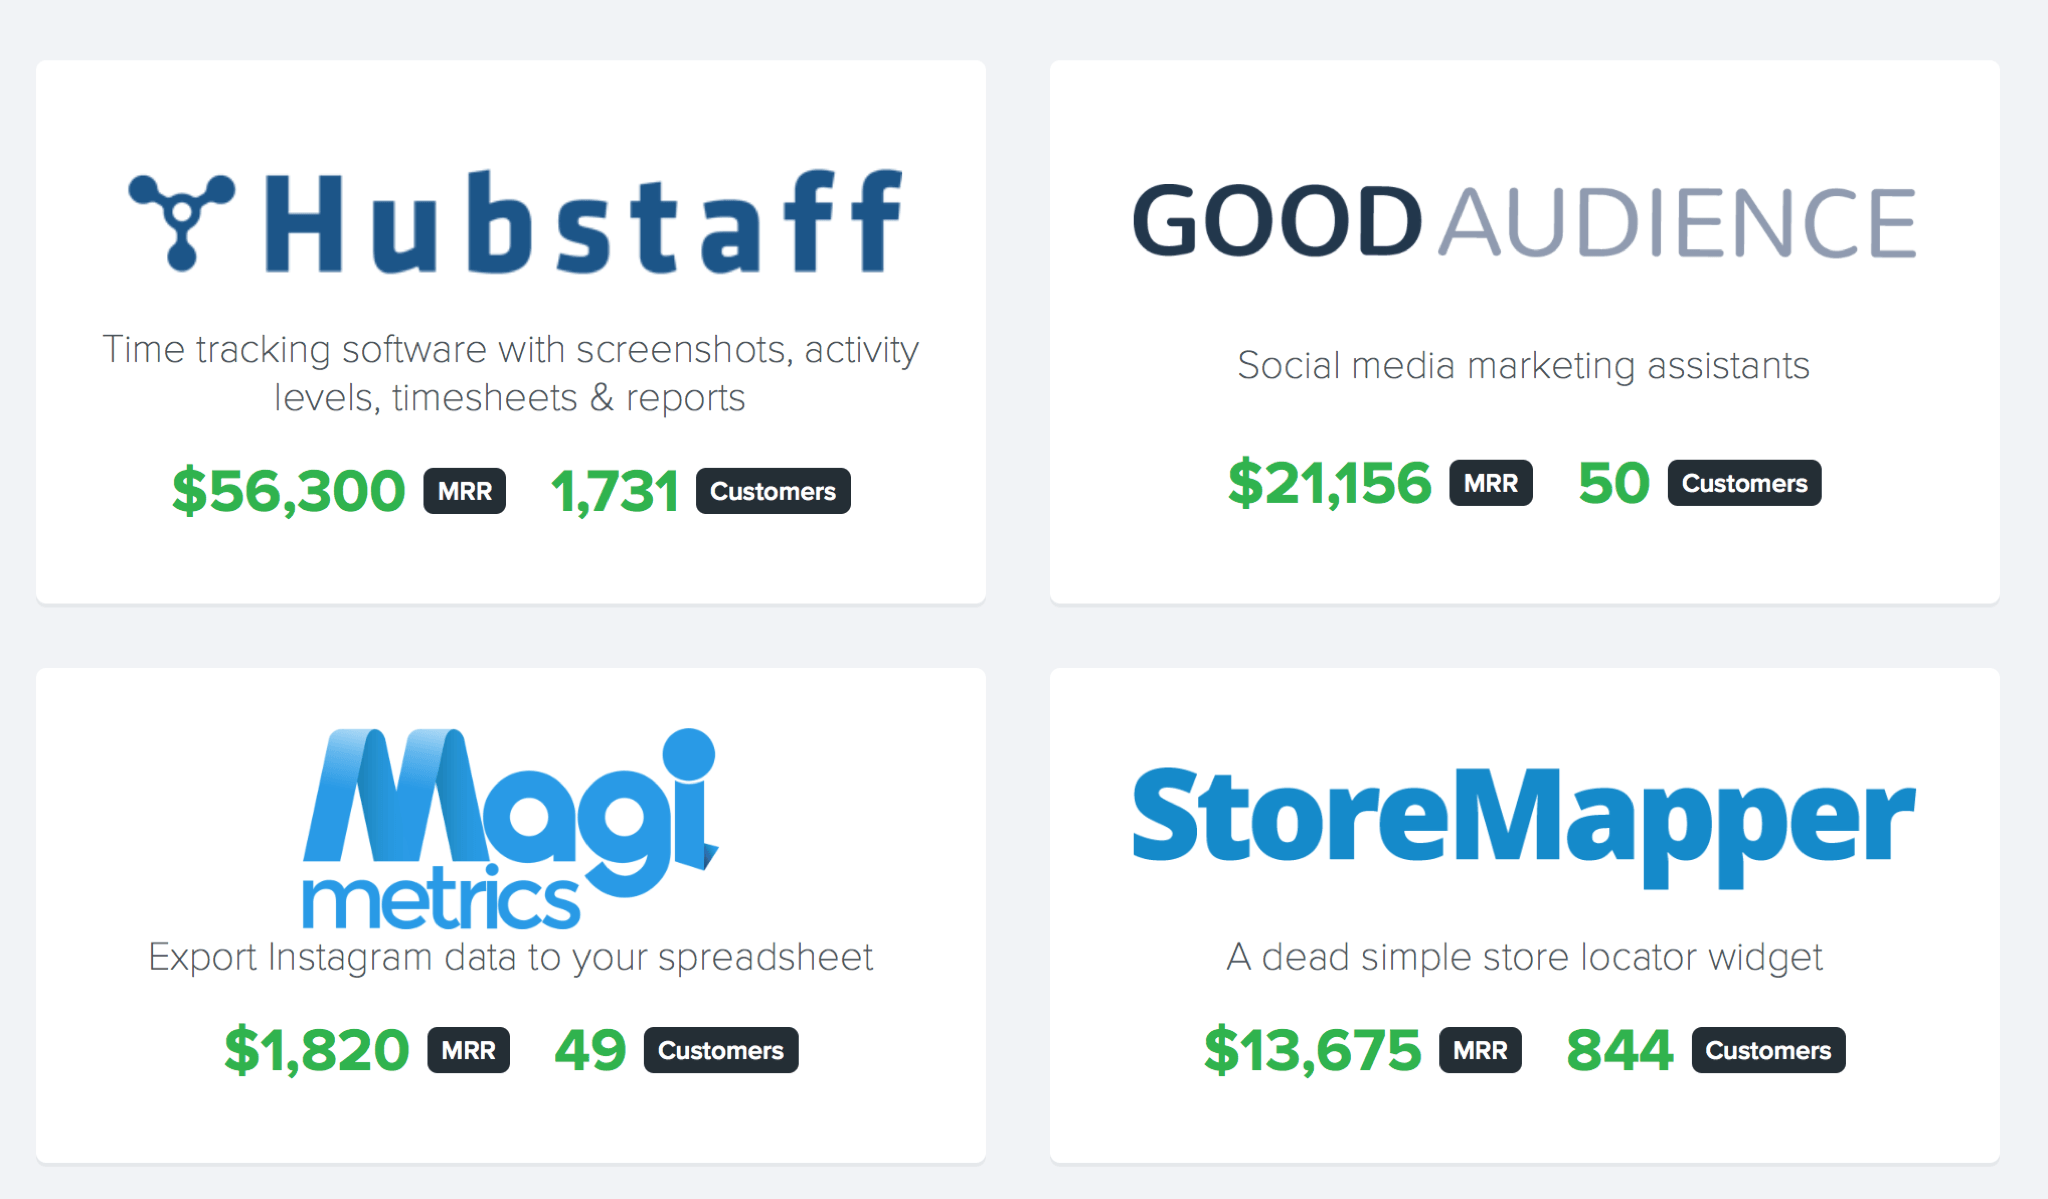 Hubstaff
Time tracking software with screenshots, activity
levels, timesheets & reports
$56,300 MRR 1,731 Customers
GOODAUDIENCE
Social media marketing assistants
$21,156 MRR 50 Customers
Magi
metrics
Export Instagram data to your spreadsheet
$1,820 MRR 49 Customers
StoreMapper
A dead simple store locator widget
$13,675 MRR 844 Customers